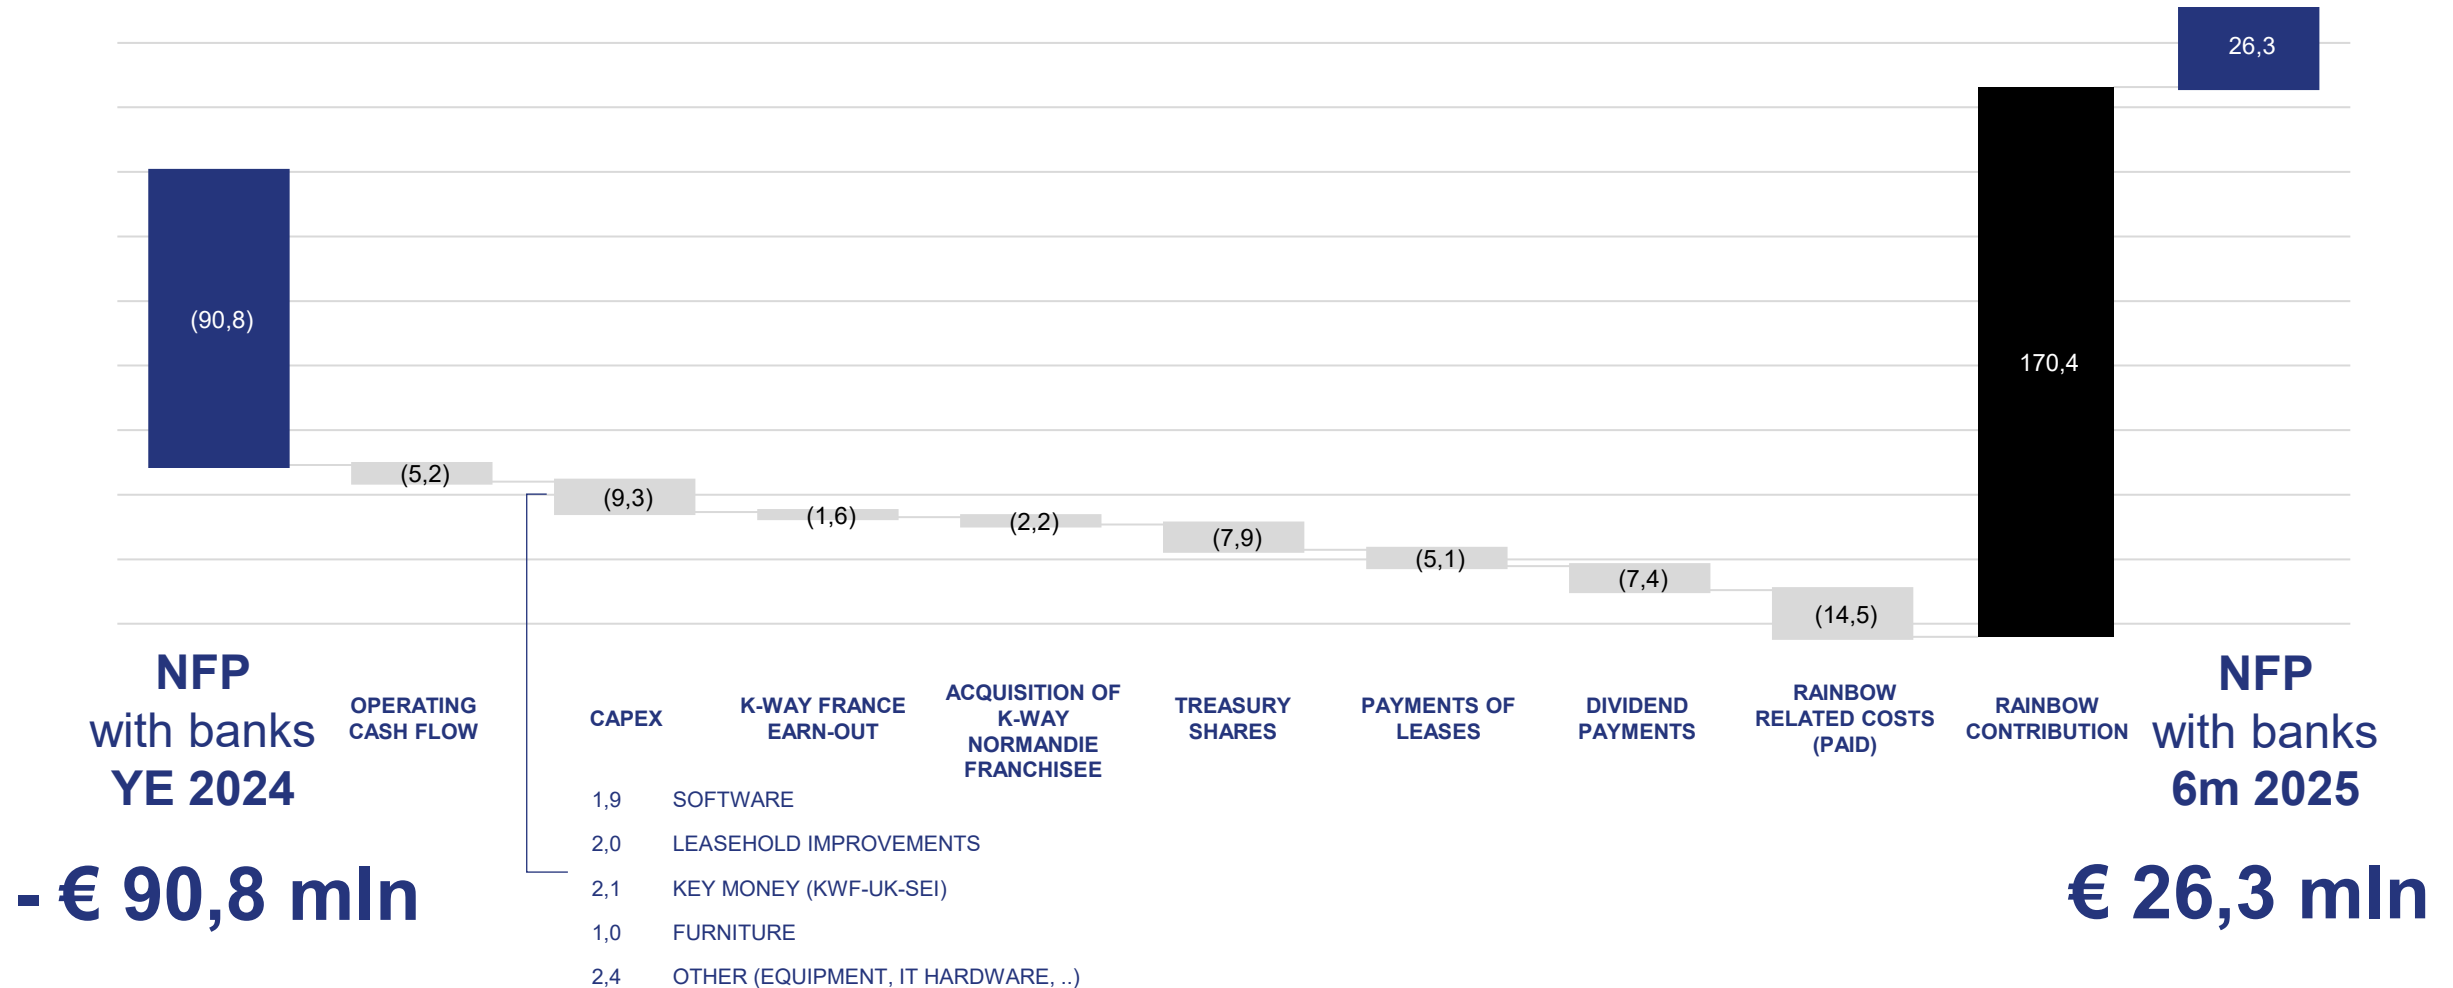 26,3
(90,8)
170,4
(5,2)
(9,3)
(1,6)
(2,2)
(7,9)
(5,1)
(7,4)
(14,5)
NFP
with banks
YE 2024
- € 90,8 mln
OPERATING
CASH FLOW
CAPEX
K-WAY FRANCE
EARN-OUT
ACQUISITION OF
K-WAY
NORMANDIE
FRANCHISEE
TREASURY
SHARES
PAYMENTS OF
LEASES
DIVIDEND
PAYMENTS
RAINBOW
RELATED COSTS
(PAID)
RAINBOW
CONTRIBUTION
NFP
with banks
6m 2025
€ 26,3 mln
1,9 SOFTWARE
2,0 LEASEHOLD IMPROVEMENTS
2,1 KEY MONEY (KWF-UK-SEI)
1,0 FURNITURE
2,4 OTHER (EQUIPMENT, IT HARDWARE, ..)